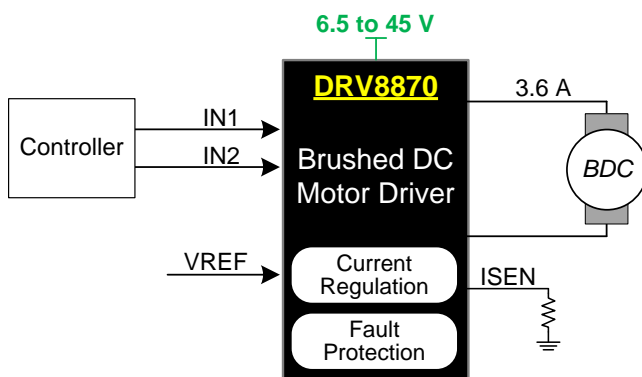 6.5 to 45 V
DRV8870
3.6 A
Controller
IN1
IN2
Brushed DC
Motor Driver
BDC
VREF
Current
Regulation
ISEN
Fault
Protection